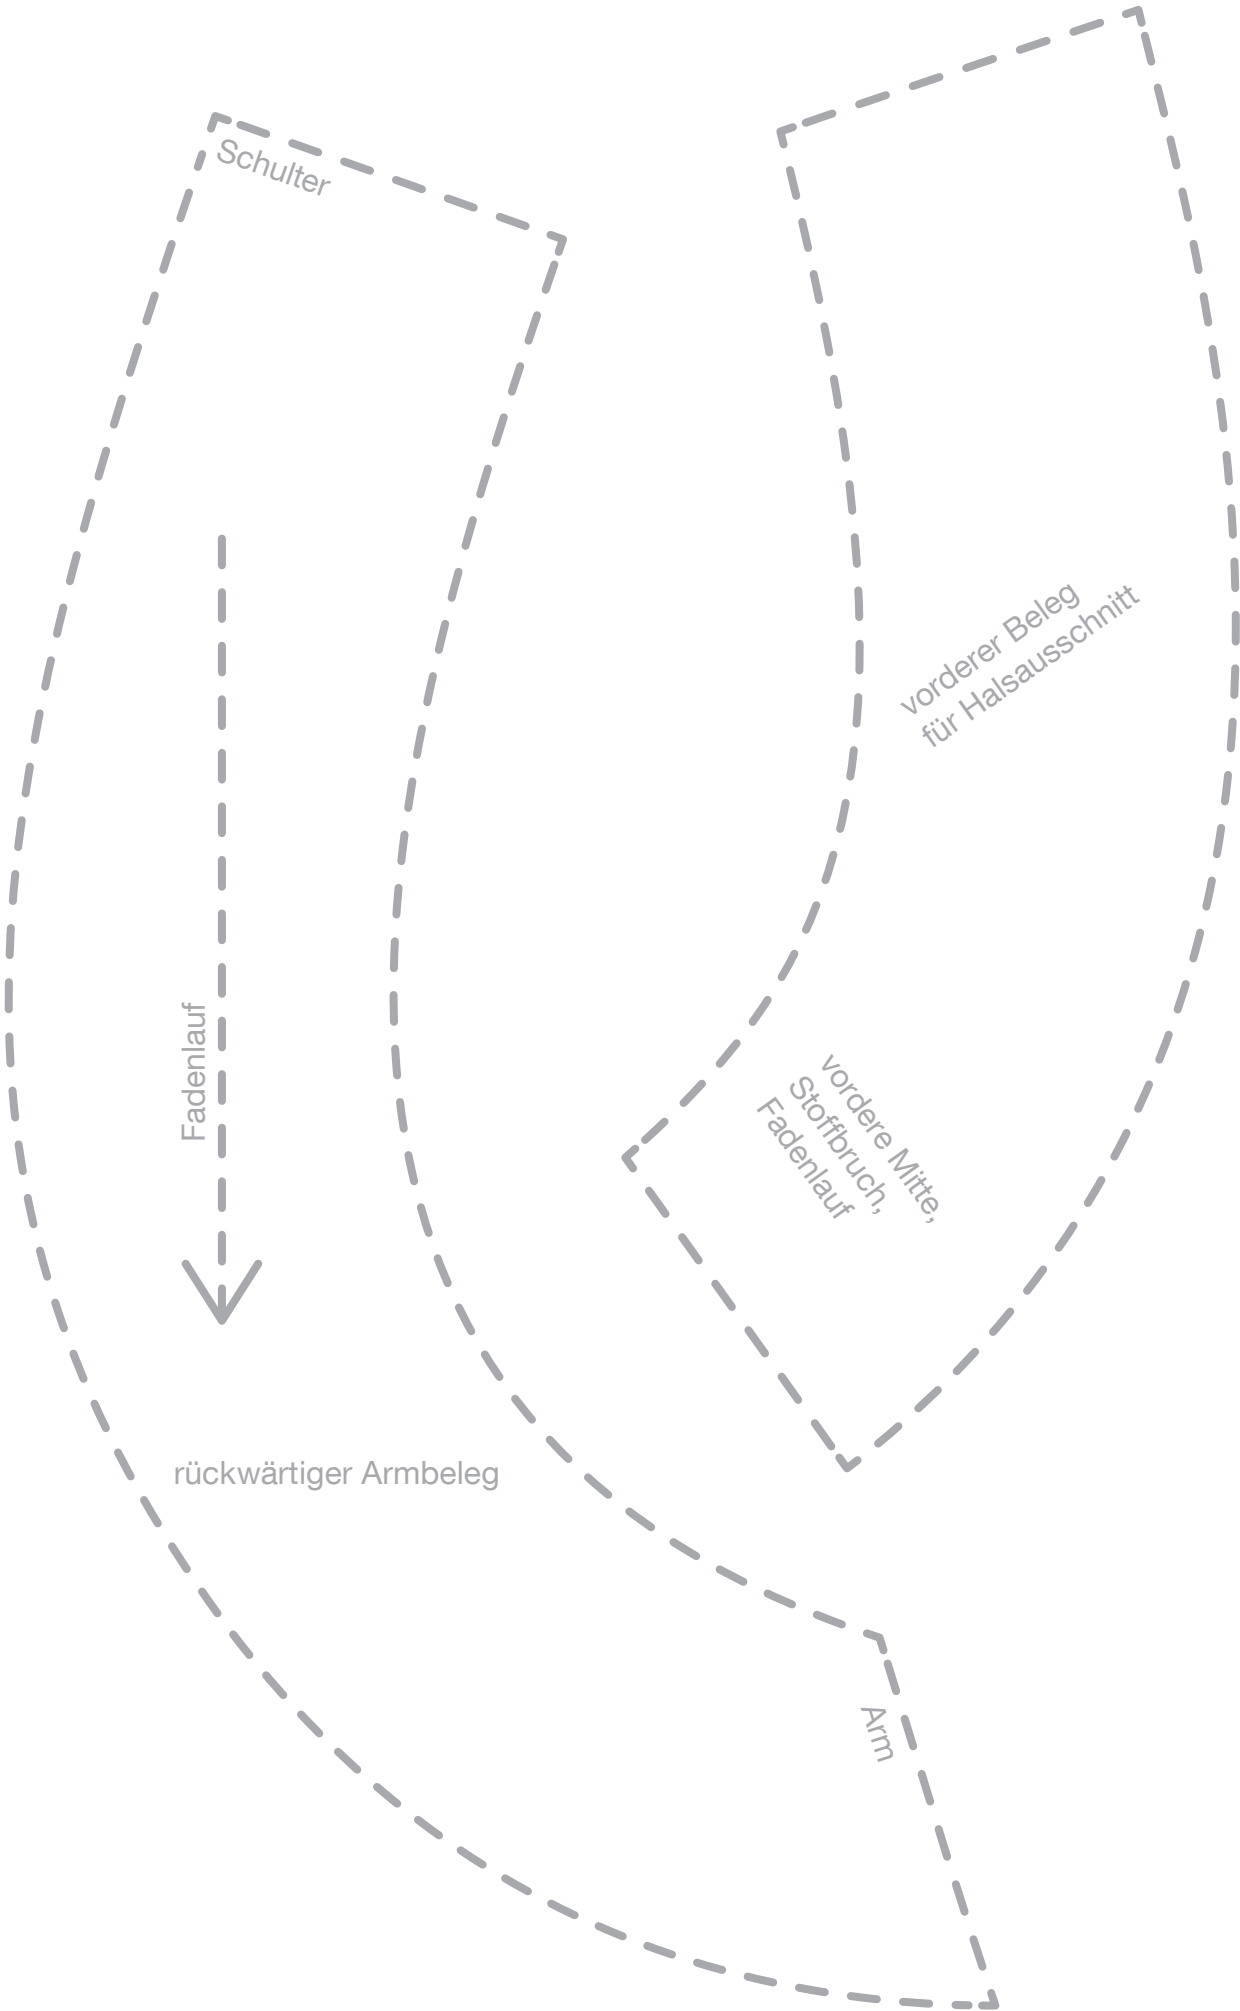 Schulter
vorderer Beleg
für Halsausschnitt
Fadenlauf
vordere Mitte,
Stoffbruch,
Fadenlauf
rückwärtiger Armbeleg
Arm